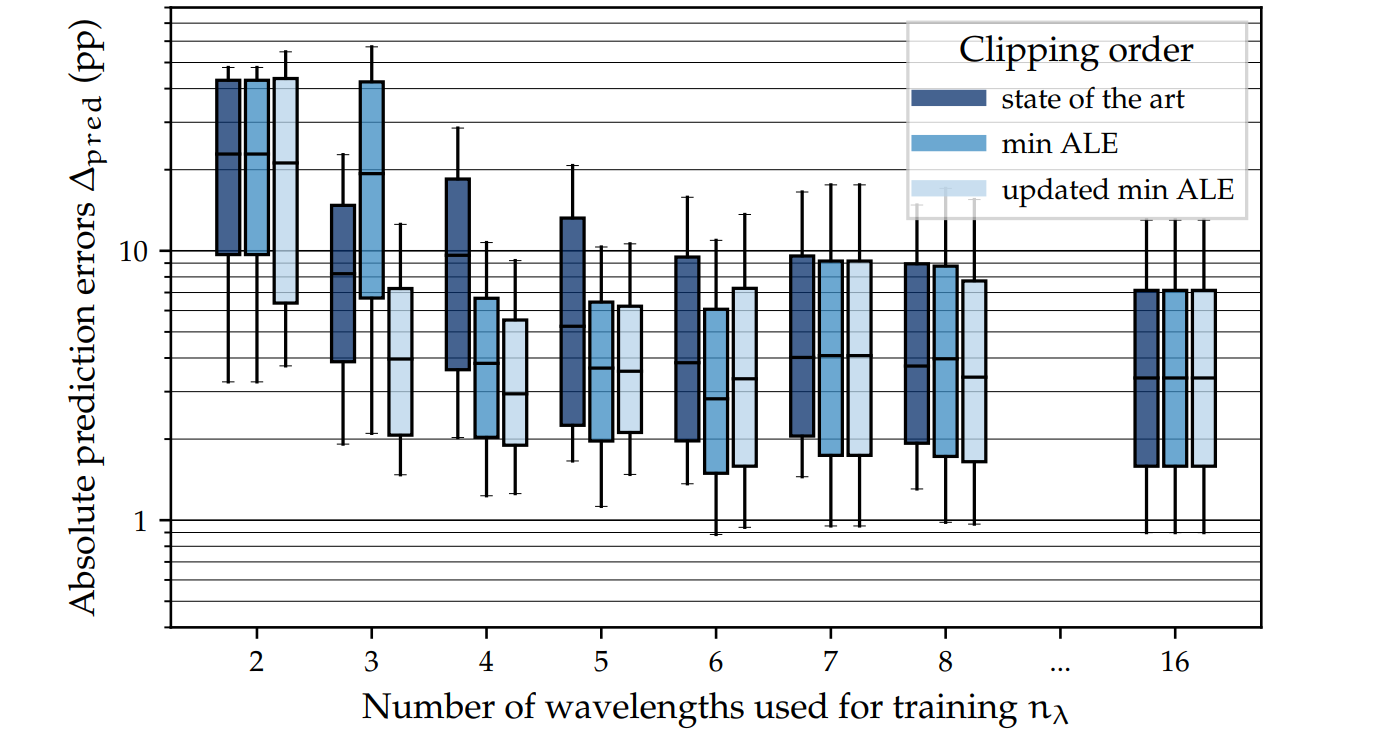 Absolute prediction errors Δpred (pp)
10
1
Clipping order
state of the art
min ALE
updated min ALE
2 3 4 5 6 7 8 ... 16
Number of wavelengths used for training nλ